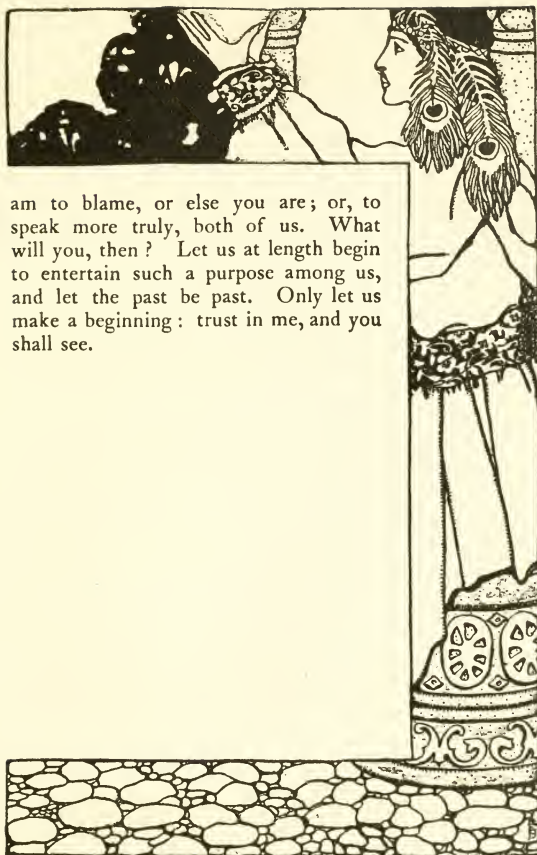 am to blame, or else you are; or, to
speak more truly, both of us. What
will you, then? Let us at length begin
to entertain such a purpose among us,
and let the past be past. Only let us
make a beginning: trust in me, and you
shall see.